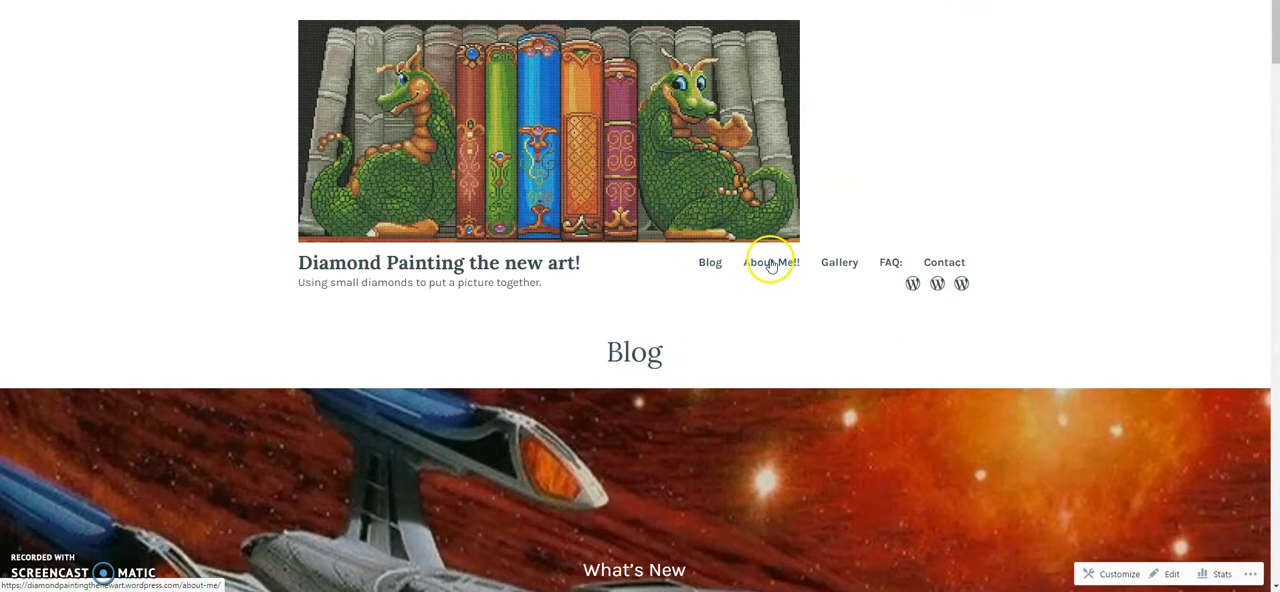 Diamond Painting the new art!
Using small diamonds to put a picture together.
Blog About Me!! Gallery FAQ: Contact
Blog
What's New
RECORDED WITH
SCREENCAST MATIC
https://diamondpaintingthenewart.wordpress.com/about-me/
Customize Edit Stats